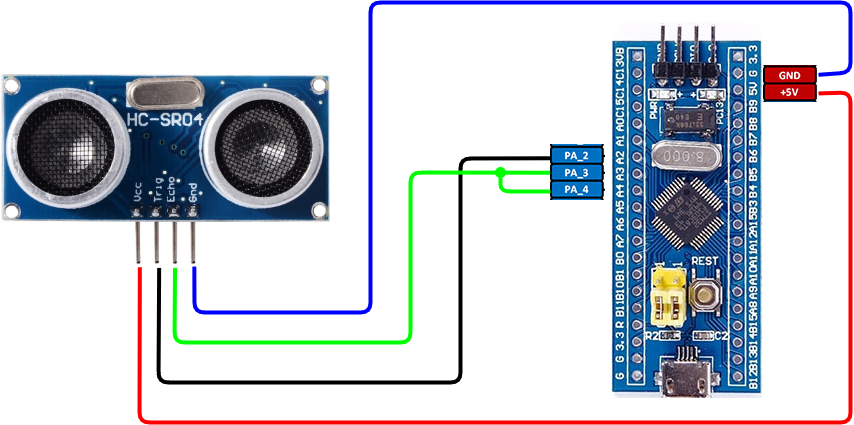 HC-SR04
Vcc
Trig
Echo
Gnd
PA_2
PA_3
PA_4
GND
+5V
PWR
PC13
8.000
REST
R2
C2
VB
C13
C14
C15
A0
A1
A2
A3
A4
A5
A6
A7
B0
B1
B10
B11
R
3.3
G
G
3.3
G
5V
B9
B8
B7
B6
B5
B4
B3
A15
A12
A11
A10
A9
A8
B15
B14
B13
B12